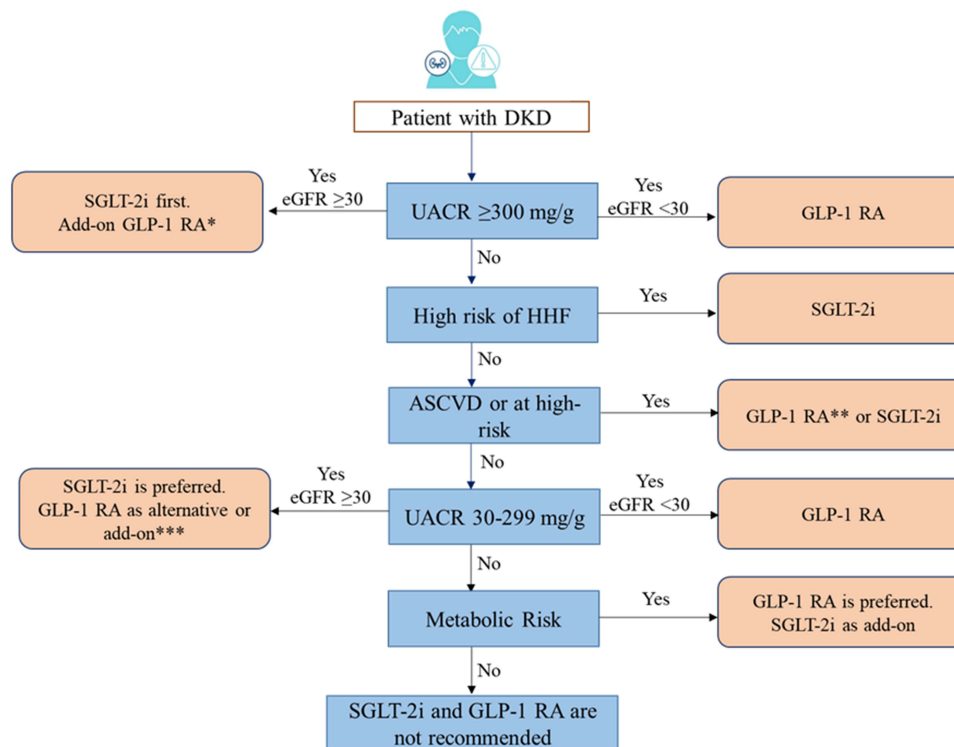 Patient with DKD
Yes
eGFR ≥30
SGLT-2i first.
Add-on GLP-1 RA*
UACR ≥300 mg/g
Yes
eGFR <30
GLP-1 RA
No
High risk of HHF
Yes
SGLT-2i
No
ASCVD or at high-
risk
Yes
GLP-1 RA** or SGLT-2i
No
Yes
eGFR ≥30
SGLT-2i is preferred.
GLP-1 RA as alternative or
add-on***
UACR 30-299 mg/g
Yes
eGFR <30
GLP-1 RA
No
Metabolic Risk
Yes
GLP-1 RA is preferred.
SGLT-2i as add-on
No
SGLT-2i and GLP-1 RA are
not recommended